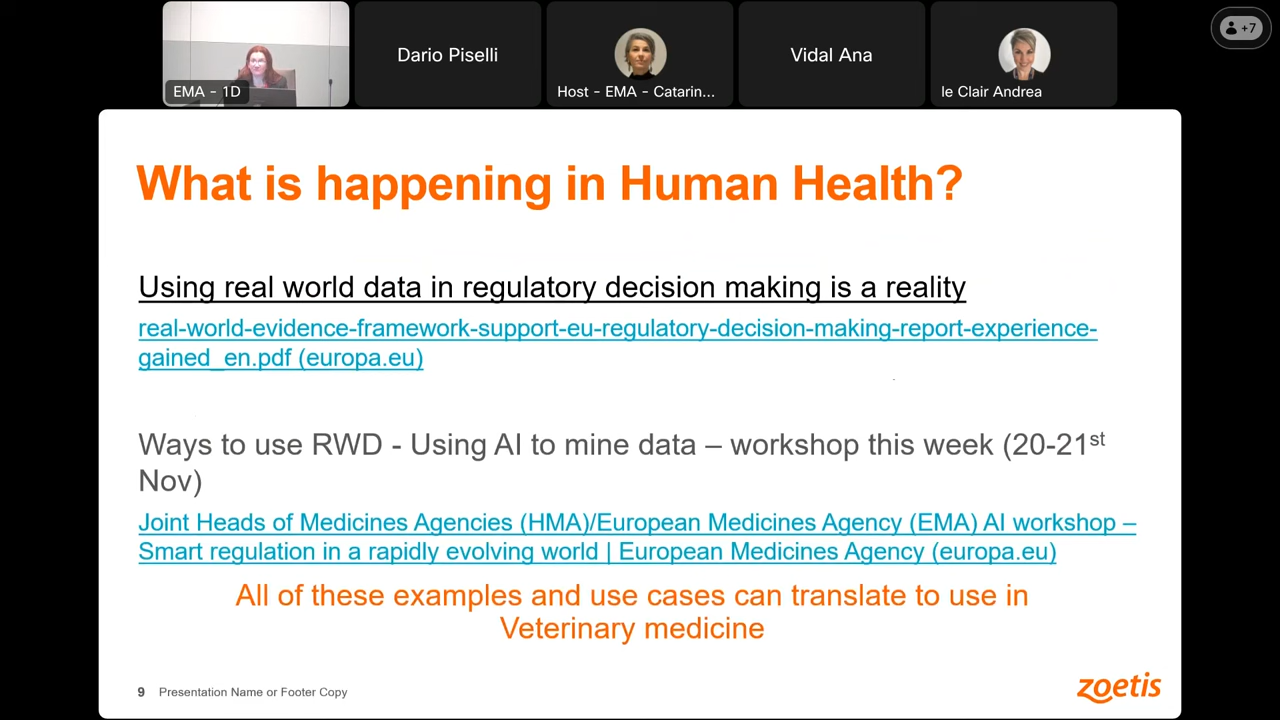 EMA - 1D
Dario Piselli
Host - EMA - Catarin...
Vidal Ana
le Clair Andrea
+7
What is happening in Human Health?
Using real world data in regulatory decision making is a reality
real-world-evidence-framework-support-eu-regulatory-decision-making-report-experience-
gained_en.pdf (europa.eu)
Ways to use RWD - Using AI to mine data – workshop this week (20-21st
Nov)
Joint Heads of Medicines Agencies (HMA)/European Medicines Agency (EMA) AI workshop –
Smart regulation in a rapidly evolving world | European Medicines Agency (europa.eu)
All of these examples and use cases can translate to use in
Veterinary medicine
9 Presentation Name or Footer Copy
zoetis